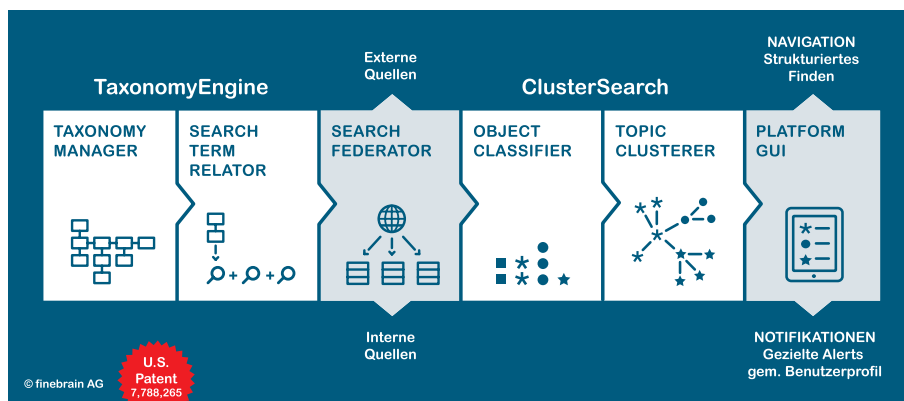 TaxonomyEngine
Externe
Quellen
ClusterSearch
NAVIGATION
Strukturiertes
Finden
TAXONOMY
MANAGER
SEARCH
TERM
RELATOR
SEARCH
FEDERATOR
OBJECT
CLASSIFIER
TOPIC
CLUSTERER
PLATFORM
GUI
Interne
Quellen
NOTIFIKATIONEN
Gezielte Alerts
gem. Benutzerprofil
© finebrain AG
U.S.
Patent
7,788,265